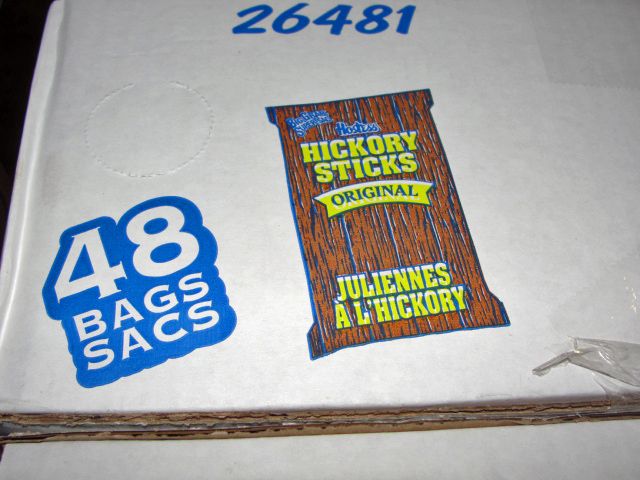 26481
Hostess
HICKORY
STICKS
ORIGINAL
JULIENNES
À L'HICKORY
48
BAGS
SACS